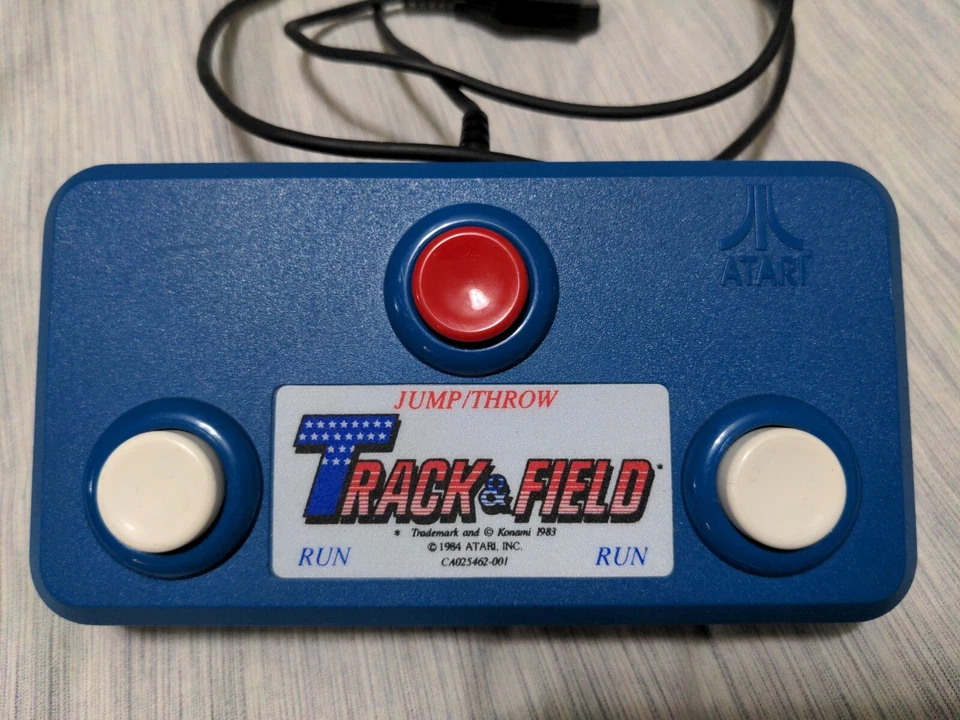 ATARI
JUMP/THROW
TRACK & FIELD*
* Trademark and © Konami 1983
© 1984 ATARI, INC.
RUN CA025462-001 RUN